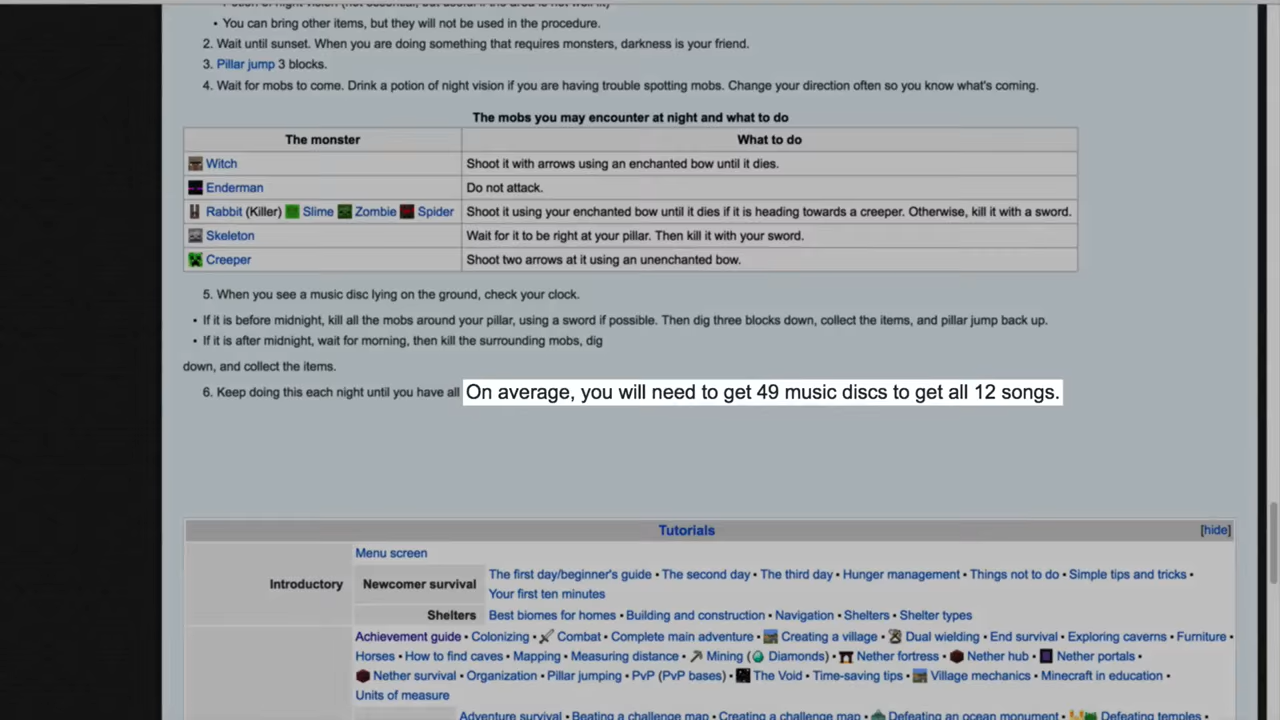 • You can bring other items, but they will not be used in the procedure.
2. Wait until sunset. When you are doing something that requires monsters, darkness is your friend.
3. Pillar jump 3 blocks.
4. Wait for mobs to come. Drink a potion of night vision if you are having trouble spotting mobs. Change your direction often so you know what's coming.
The mobs you may encounter at night and what to do
The monster What to do
Witch Shoot it with arrows using an enchanted bow until it dies.
Enderman Do not attack.
Rabbit (Killer) Slime Zombie Spider Shoot it using your enchanted bow until it dies if it is heading towards a creeper. Otherwise, kill it with a sword.
Skeleton Wait for it to be right at your pillar. Then kill it with your sword.
Creeper Shoot two arrows at it using an unenchanted bow.
5. When you see a music disc lying on the ground, check your clock.
• If it is before midnight, kill all the mobs around your pillar, using a sword if possible. Then dig three blocks down, collect the items, and pillar jump back up.
• If it is after midnight, wait for morning, then kill the surrounding mobs, dig
down, and collect the items.
6. Keep doing this each night until you have all On average, you will need to get 49 music discs to get all 12 songs.
Tutorials [hide]
Menu screen
Introductory Newcomer survival The first day/beginner's guide • The second day • The third day • Hunger management • Things not to do • Simple tips and tricks •
Your first ten minutes
Shelters Best biomes for homes • Building and construction • Navigation • Shelters • Shelter types
Achievement guide • Colonizing • Combat • Complete main adventure • Creating a village • Dual wielding • End survival • Exploring caverns • Furniture •
Horses • How to find caves • Mapping • Measuring distance • Mining (Diamonds) • Nether fortress • Nether hub • Nether portals •
Nether survival • Organization • Pillar jumping • PvP (PvP bases) • The Void • Time-saving tips • Village mechanics • Minecraft in education •
Units of measure
Adventure survival • Beating a challenge map • Creating a challenge map • Defeating an ocean monument • Defeating temples •